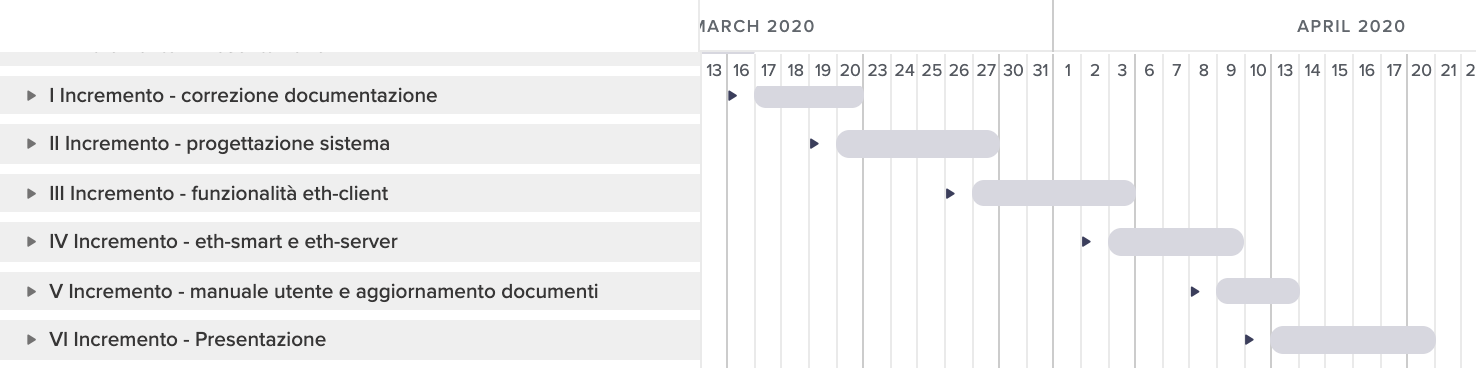 MARCH 2020 APRIL 2020
13 16 17 18 19 20 23 24 25 26 27 30 31 1 2 3 6 7 8 9 10 13 14 15 16 17 20 21 2
I Incremento - correzione documentazione
II Incremento - progettazione sistema
III Incremento - funzionalità eth-client
IV Incremento - eth-smart e eth-server
V Incremento - manuale utente e aggiornamento documenti
VI Incremento - Presentazione